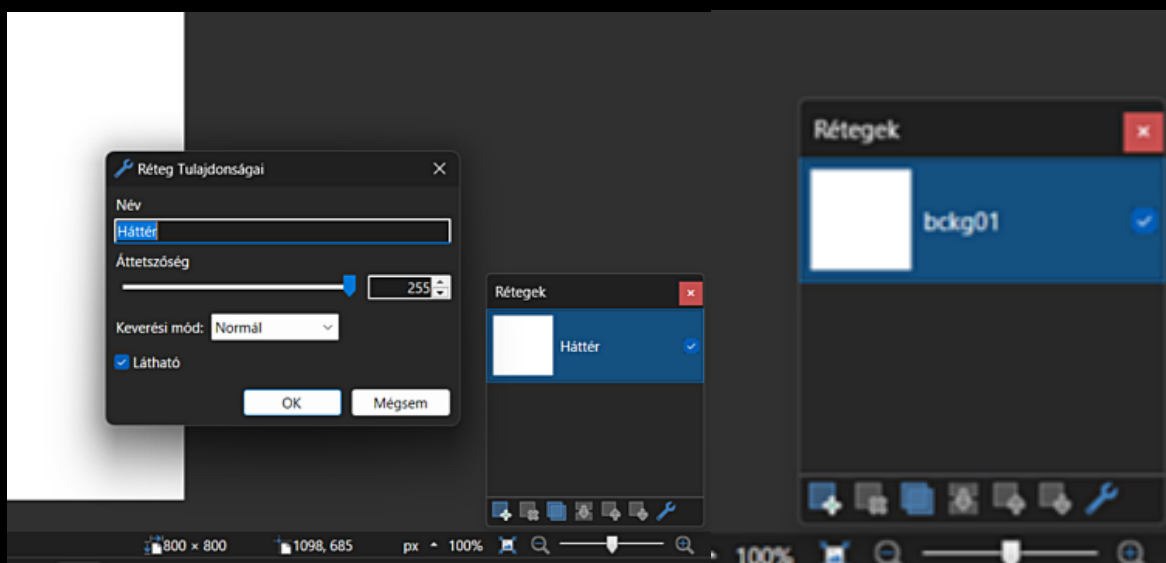 Réteg Tulajdonságai
Név
Háttér
Áttetszőség
255
Keverési mód: Normál
Látható
OK Mégsem
Rétegek
Háttér
800 × 800 1098, 685 px 100%
Rétegek
bckg01
100%